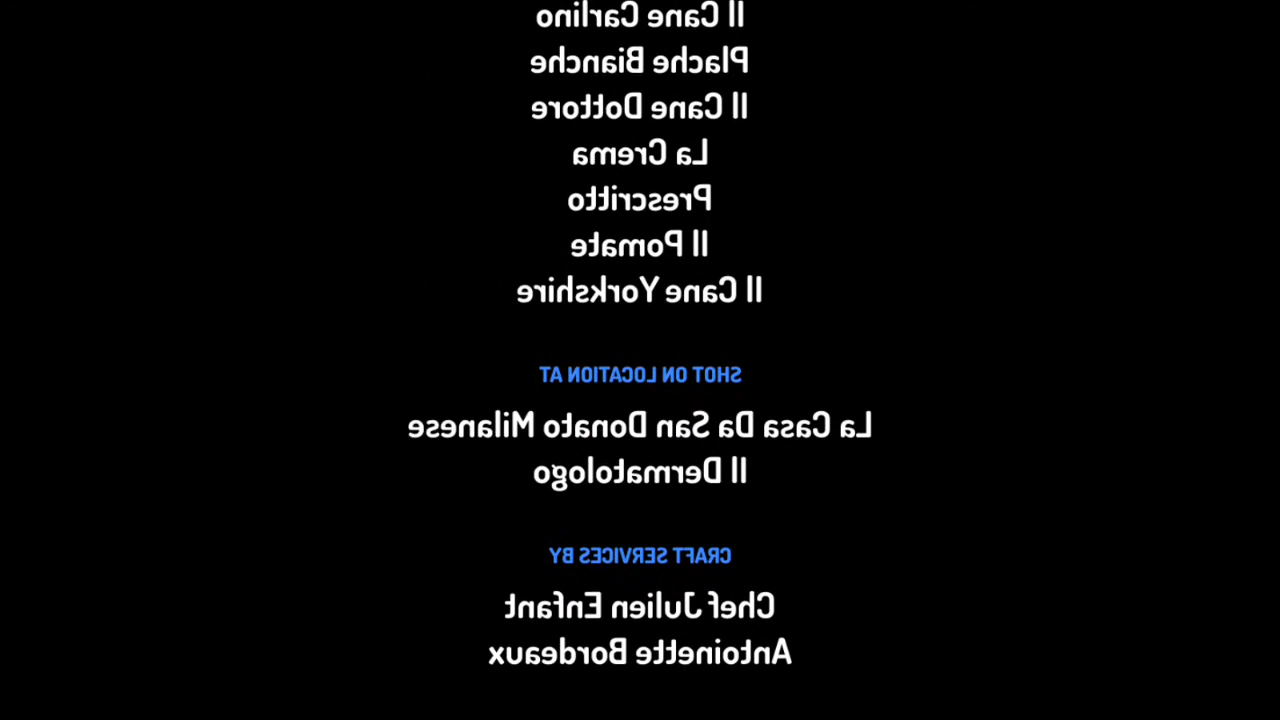 Il Cane Carlino
Plache Bianche
Il Cane Dottore
La Crema
Prescritto
Il Pomate
Il Cane Yorkshire
SHOT ON LOCATION AT
La Casa Da San Donato Milanese
Il Dermatologo
CRAFT SERVICES BY
Chef Julien Enfant
Antoinette Bordeaux